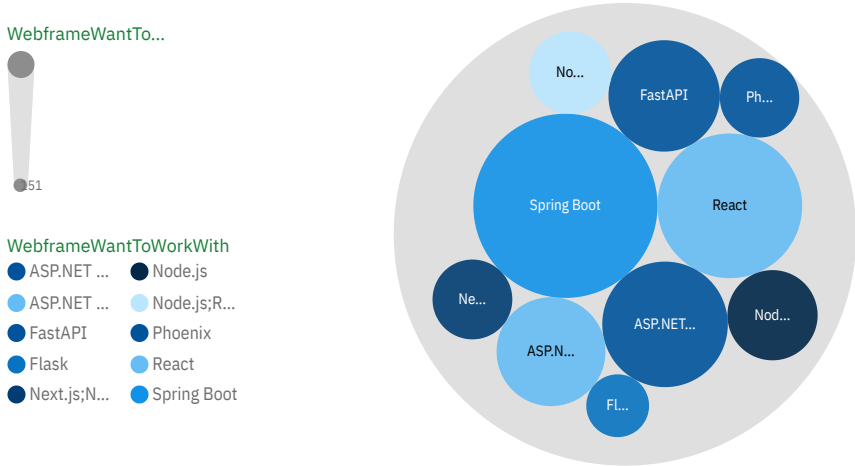 WebframeWantTo...
151
WebframeWantToWorkWith
ASP.NET ... Node.js
ASP.NET ... Node.js;R...
FastAPI Phoenix
Flask React
Next.js;N... Spring Boot
No...
FastAPI
Ph...
Spring Boot
React
Ne...
ASP.NET...
Nod...
ASP.N...
Fl...